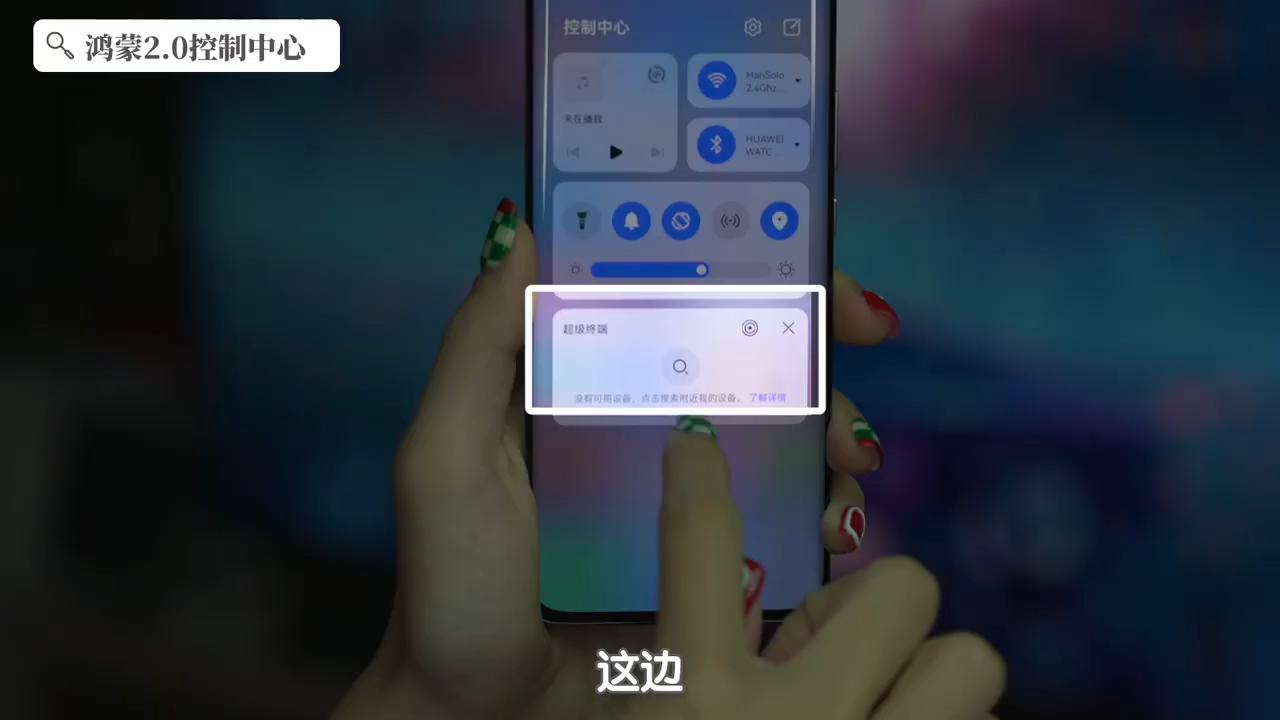 鸿蒙2.0控制中心
控制中心
未在播放
HanSolo
2.4Ghz...
HUAWEI
WATC...
超级终端
没有可用设备，点击搜索附近我的设备。了解详情
这边